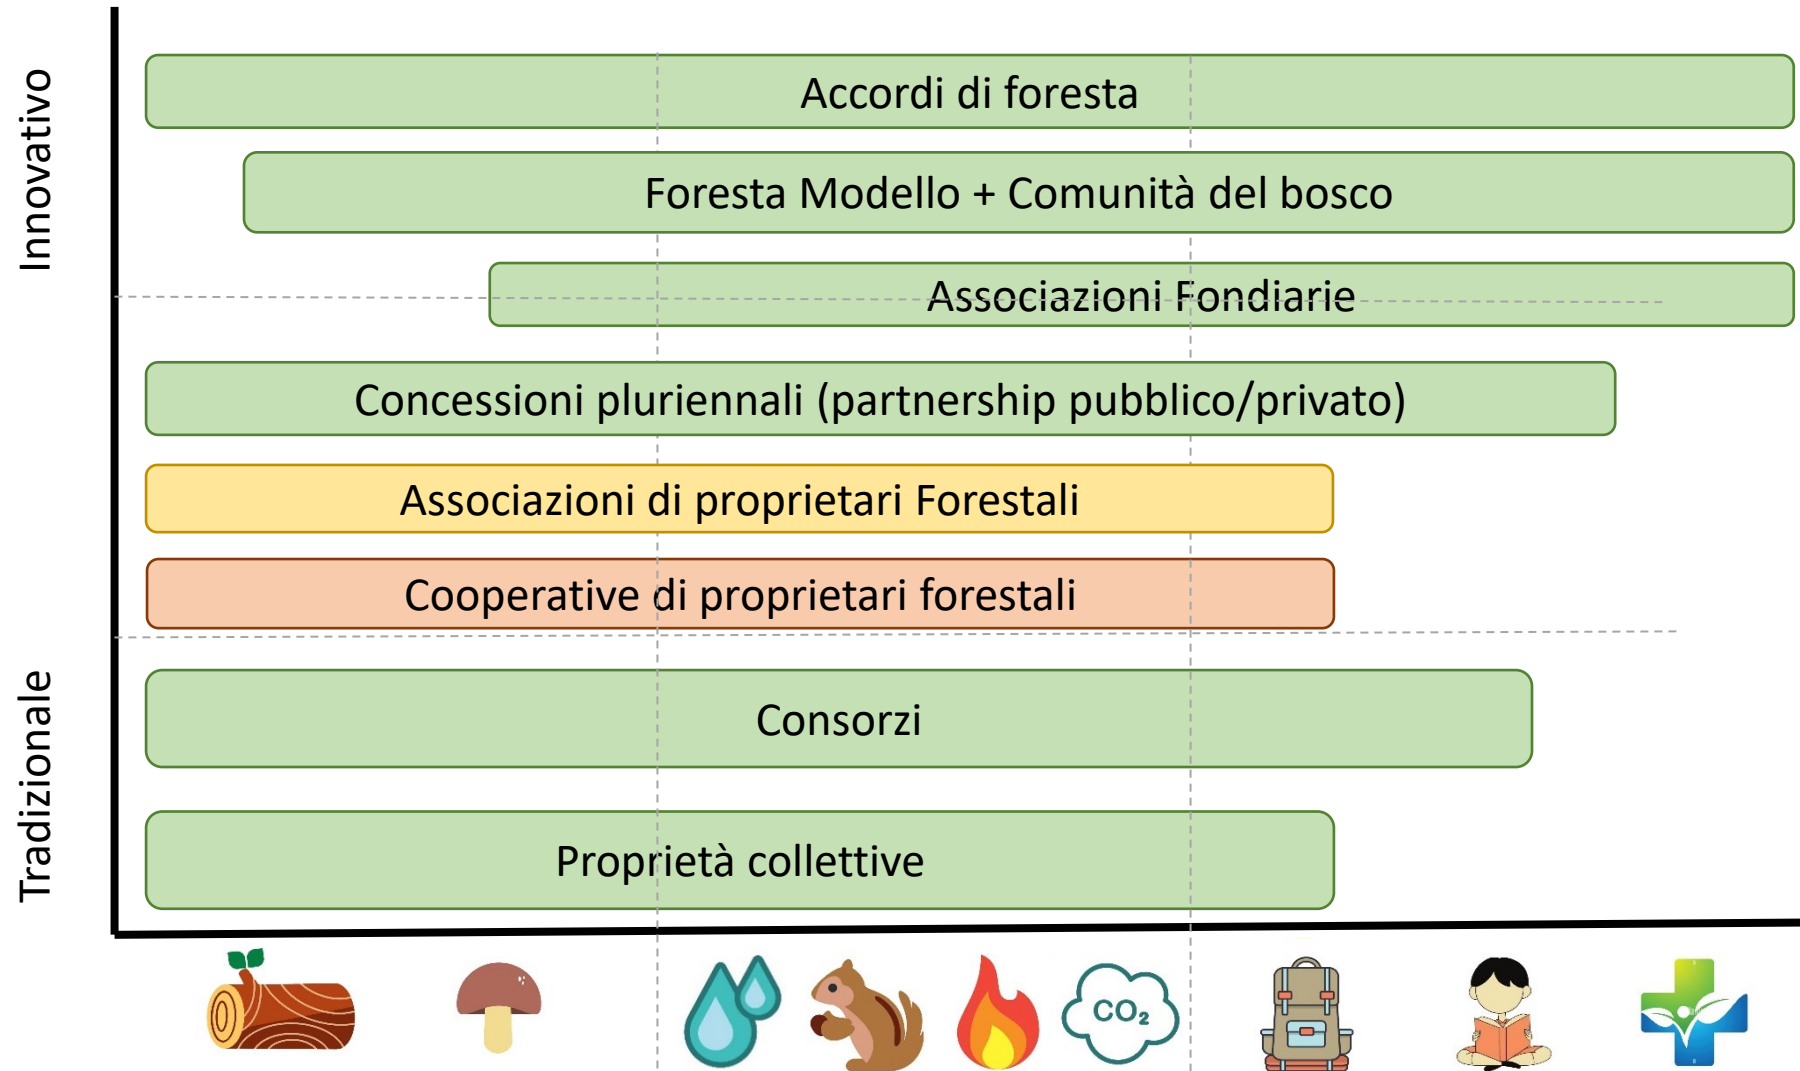 Innovativo
Accordi di foresta
Foresta Modello + Comunità del bosco
Associazioni Fondiarie
Concessioni pluriennali (partnership pubblico/privato)
Associazioni di proprietari Forestali
Cooperative di proprietari forestali
Tradizionale
Consorzi
Proprietà collettive
CO₂